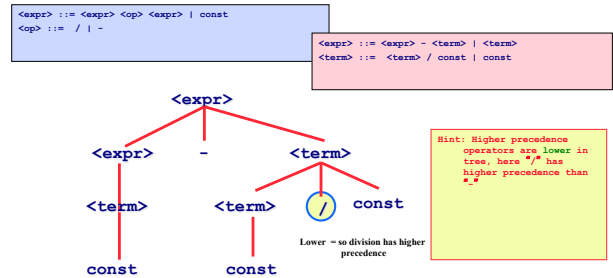 <expr> ::= <expr> <op> <expr> | const
<op> ::= / | -
<expr> ::= <expr> - <term> | <term>
<term> ::= <term> / const | const
<expr>
<expr> - <term>
<term> <term> / const
const const
Lower = so division has higher
precedence
Hint: Higher precedence
operators are lower in
tree, here "/" has
higher precedence than
"-"